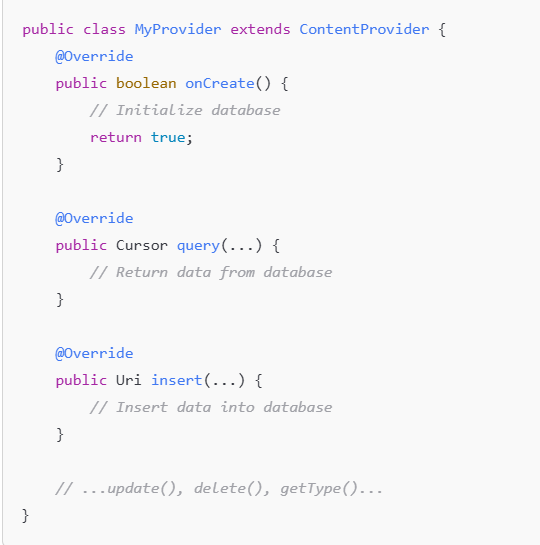 public class MyProvider extends ContentProvider {
    @Override
    public boolean onCreate() {
        // Initialize database
        return true;
    }

    @Override
    public Cursor query(...) {
        // Return data from database
    }

    @Override
    public Uri insert(...) {
        // Insert data into database
    }

    // ...update(), delete(), getType()...
}